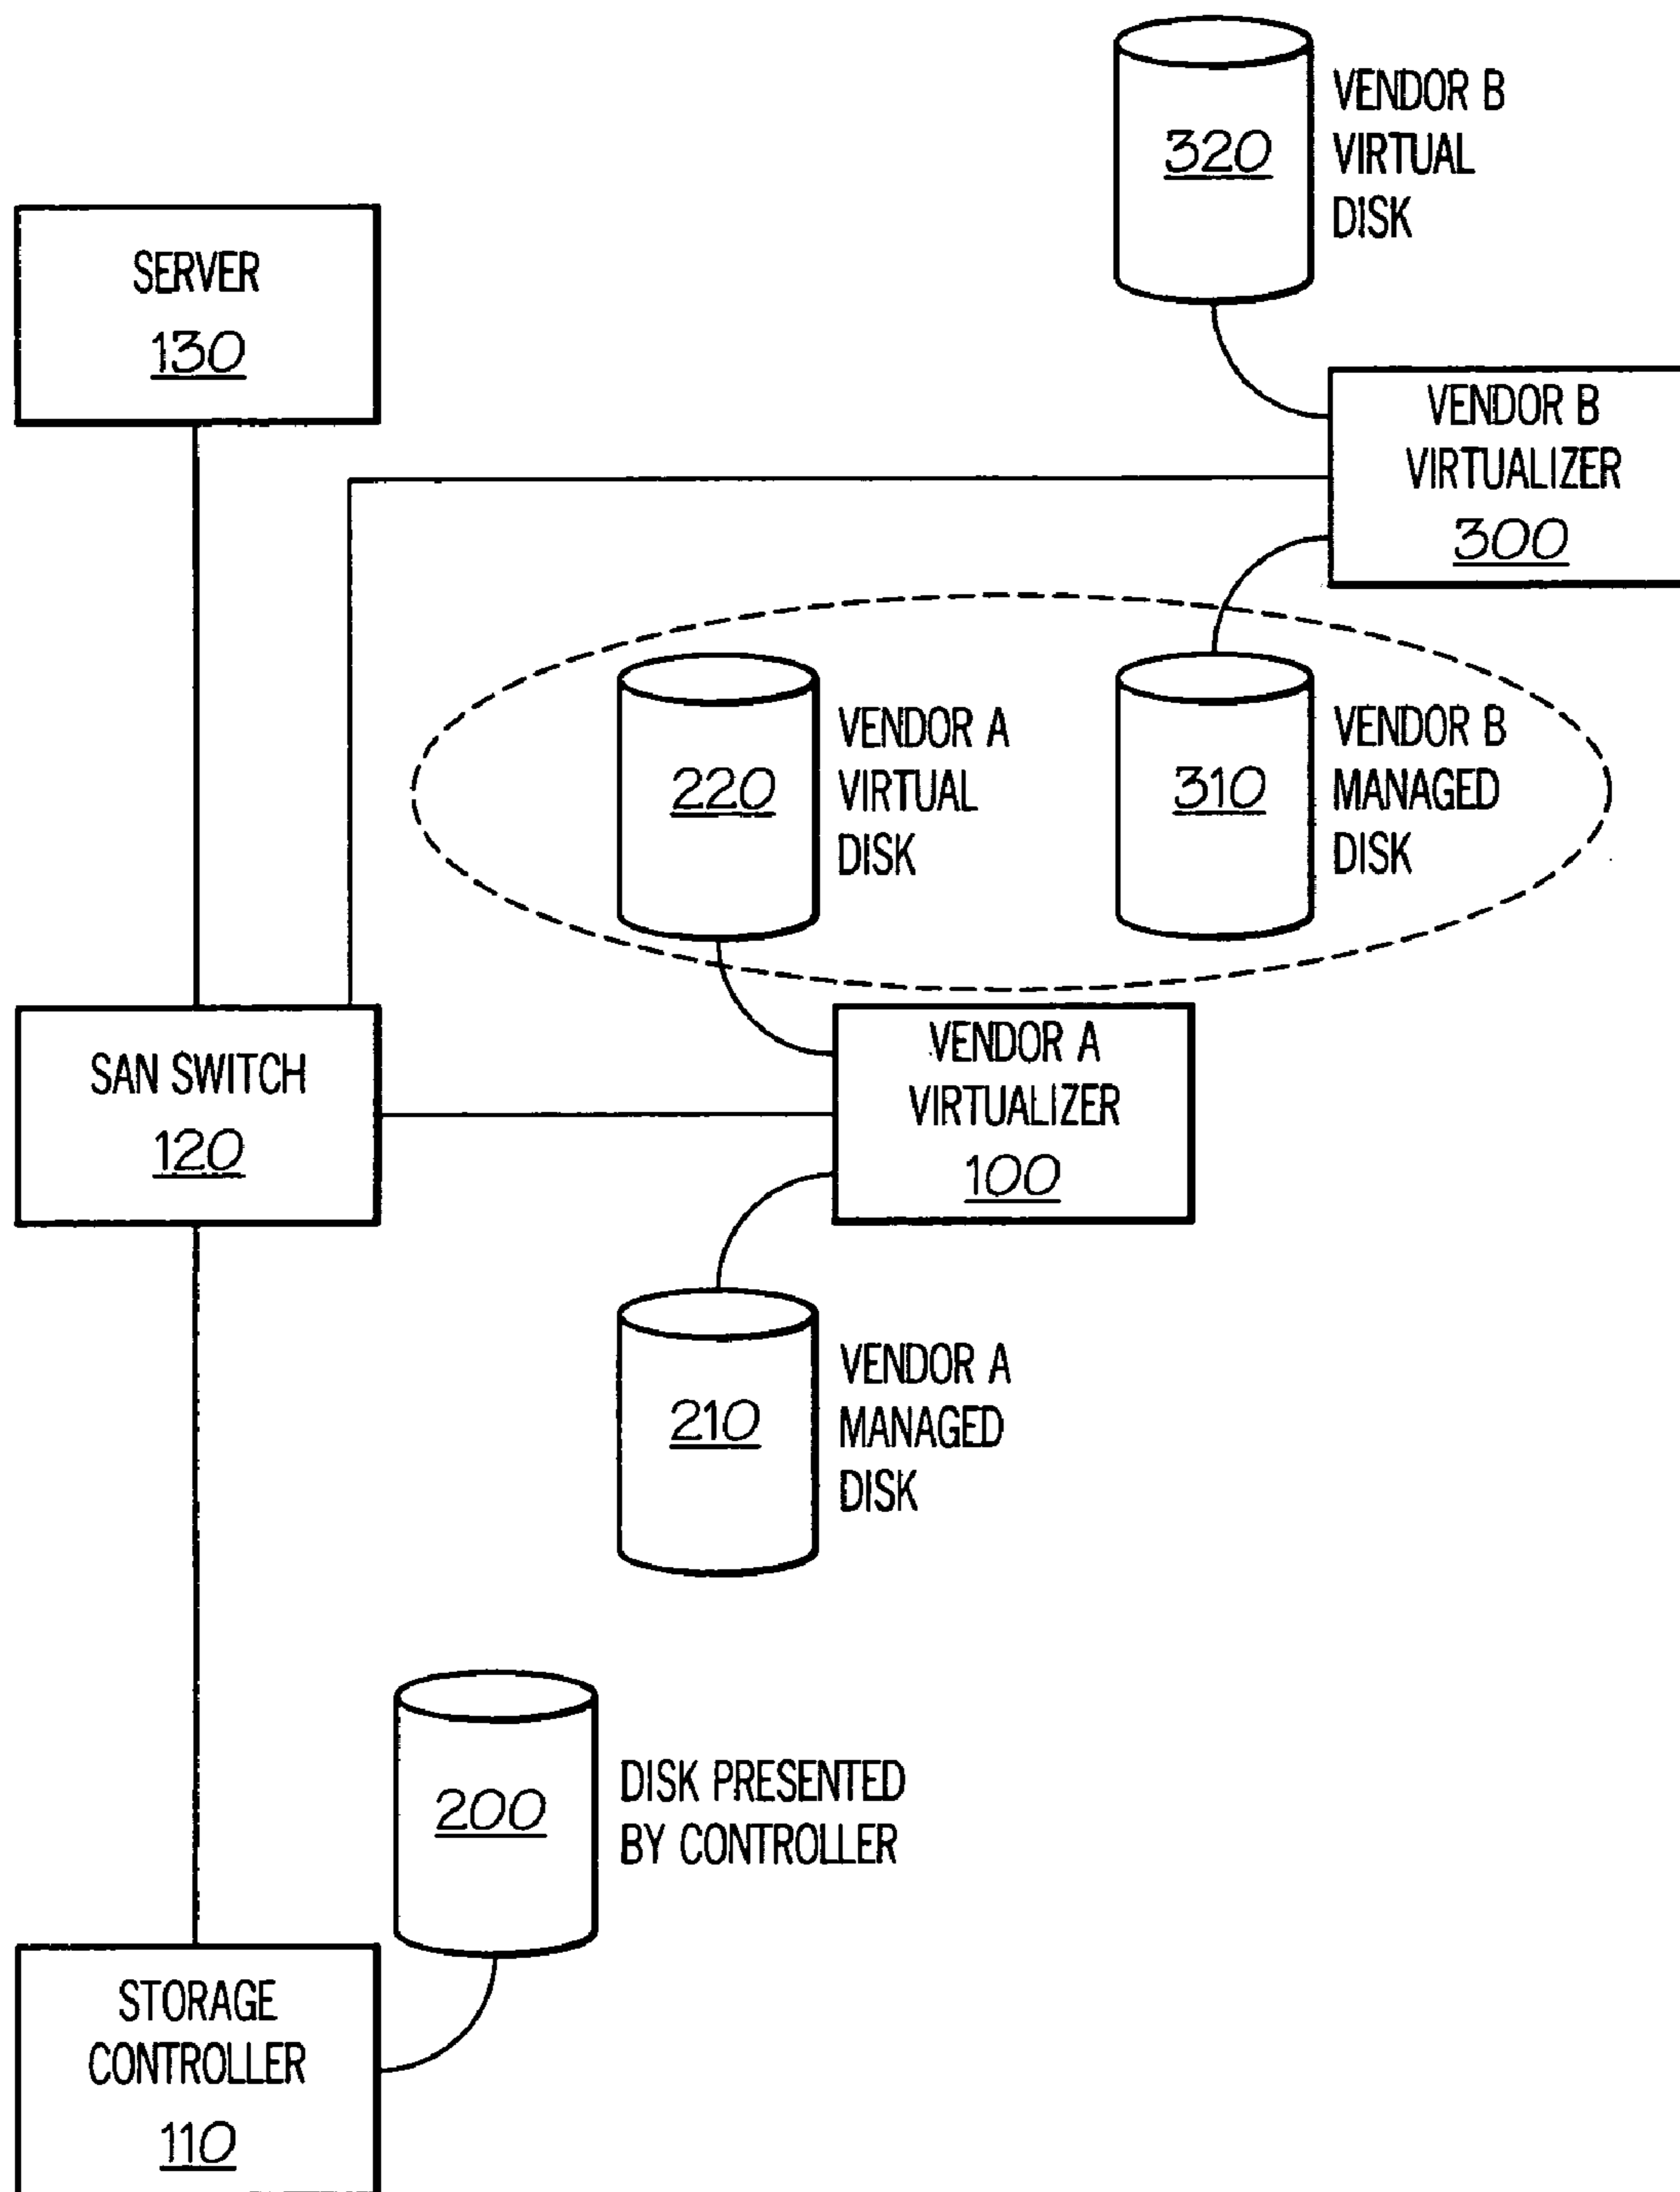 320
VENDOR B
VIRTUAL
DISK
SERVER
130
VENDOR B
VIRTUALIZER
300
220
VENDOR A
VIRTUAL
DISK
310
VENDOR B
MANAGED
DISK
SAN SWITCH
120
VENDOR A
VIRTUALIZER
100
210
VENDOR A
MANAGED
DISK
200
DISK PRESENTED
BY CONTROLLER
STORAGE
CONTROLLER
110